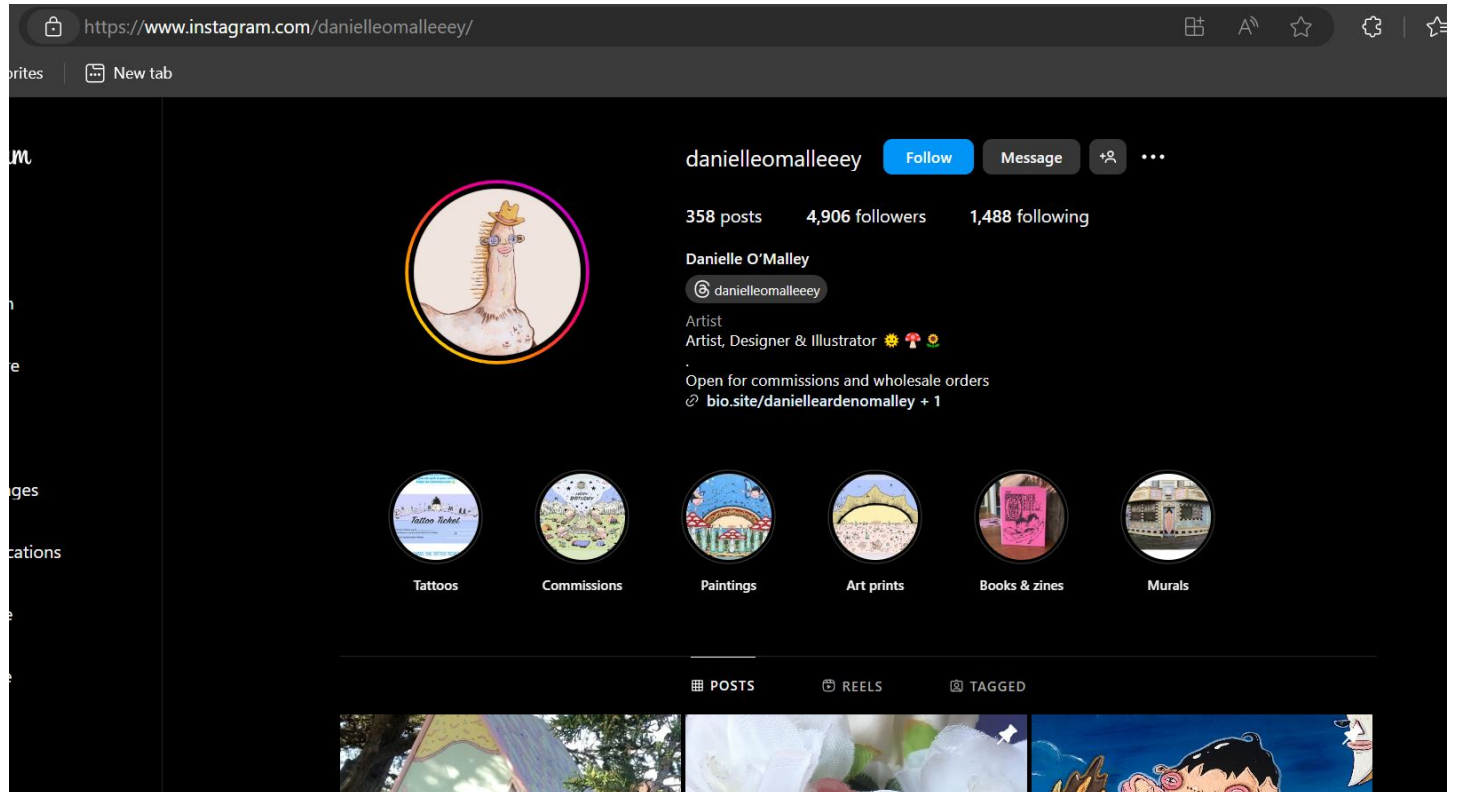 https://www.instagram.com/danielleomalleeey/
New tab
danielleomalleeey Follow Message
358 posts 4,906 followers 1,488 following
Danielle O’Malley
danielleomalleeey
Artist
Artist, Designer & Illustrator 🌞 🍄 🌻
.
Open for commissions and wholesale orders
bio.site/danielleardenomalley + 1
Tattoo Ticket
Tattoos Commissions Paintings Art prints Books & zines Murals
POSTS REELS TAGGED